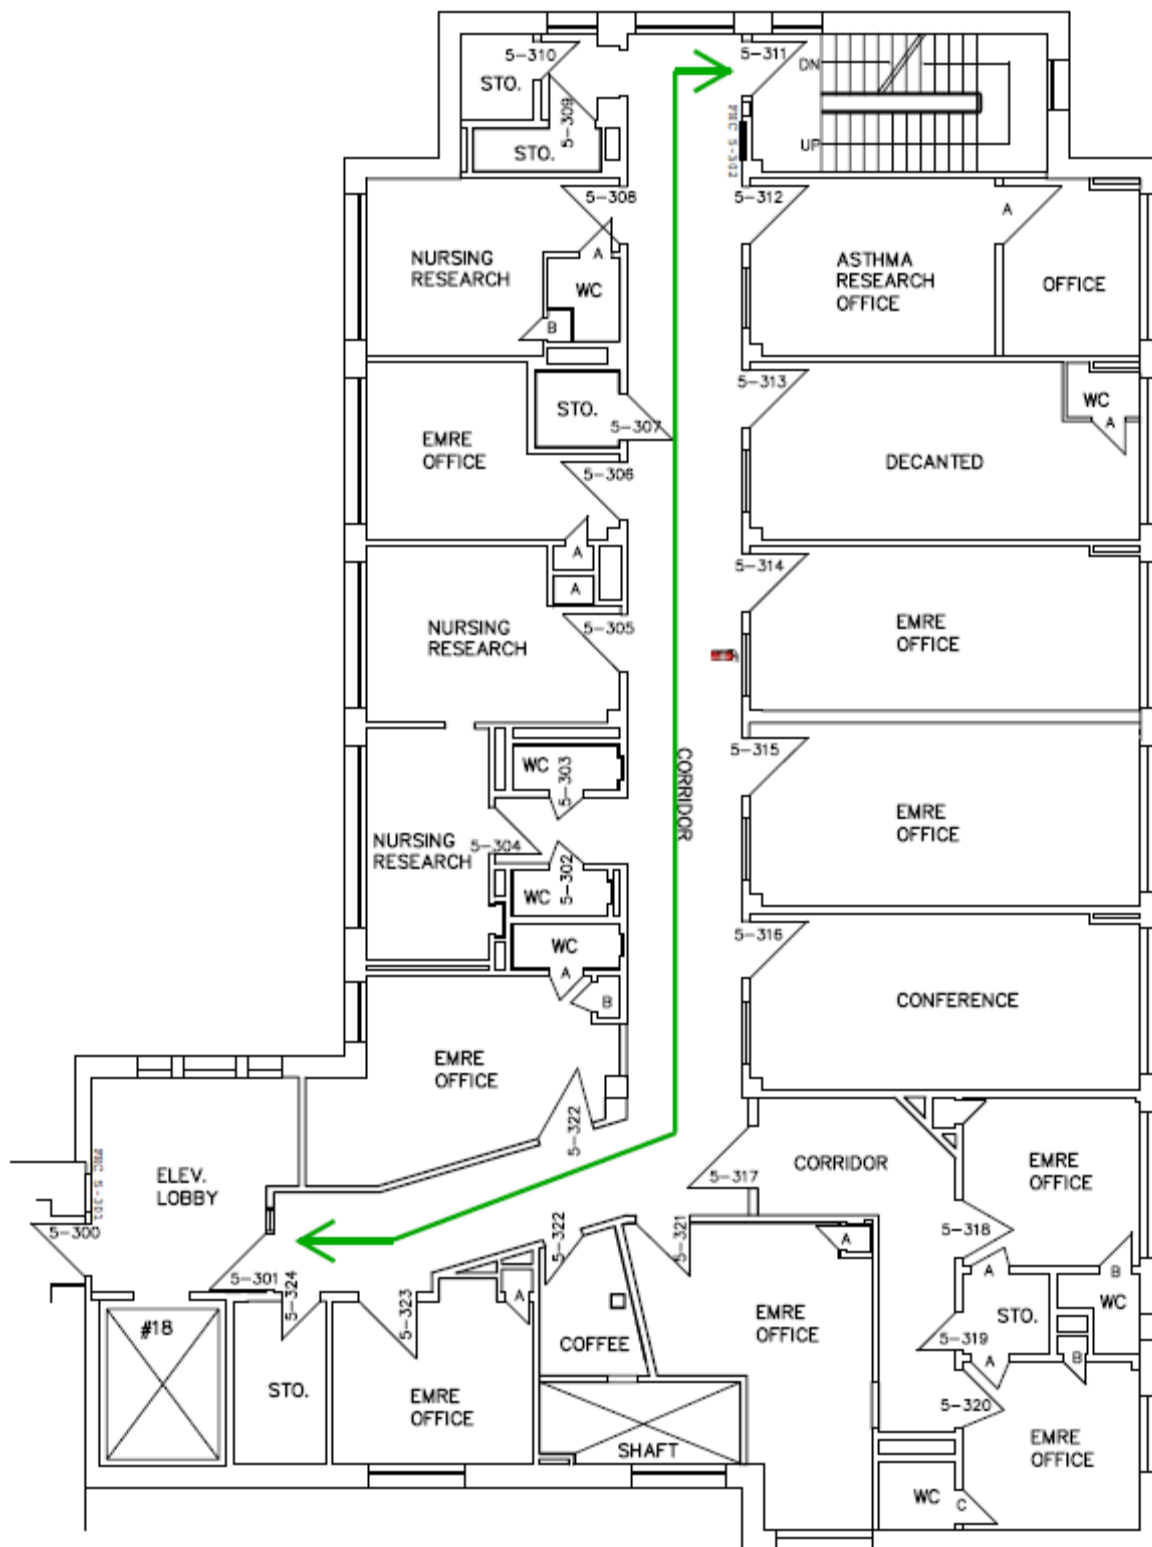 5-310
5-311
STO.
DN
5-309
FHC 5-302
STO.
UP
5-308
5-312
A
NURSING
RESEARCH
A
WC
B
ASTHMA
RESEARCH
OFFICE
OFFICE
5-313
WC
A
STO.
5-307
EMRE
OFFICE
DECANTED
5-306
A
A
5-314
NURSING
RESEARCH
5-305
EMRE
OFFICE
CORRIDOR
5-315
WC
5-303
EMRE
OFFICE
NURSING
RESEARCH
5-304
5-302
WC
WC
A
B
5-316
CONFERENCE
EMRE
OFFICE
5-322
ELEV.
LOBBY
5-317
CORRIDOR
EMRE
OFFICE
5-300
5-318
5-322
5-321
A
5-301
5-324
A
B
5-323
A
STO.
WC
#18
COFFEE
EMRE
OFFICE
5-319
A
B
STO.
EMRE
OFFICE
5-320
SHAFT
EMRE
OFFICE
WC
C